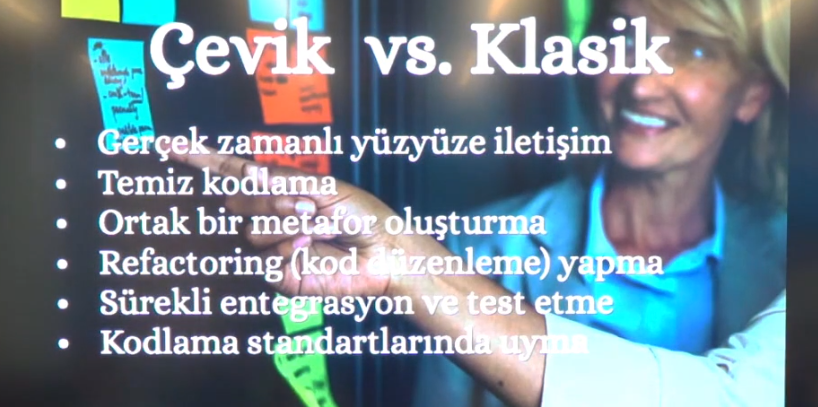 Çevik vs. Klasik
• Gerçek zamanlı yüzyüze iletişim
• Temiz kodlama
• Ortak bir metafor oluşturma
• Refactoring (kod düzenleme) yapma
• Sürekli entegrasyon ve test etme
• Kodlama standartlarında uyma